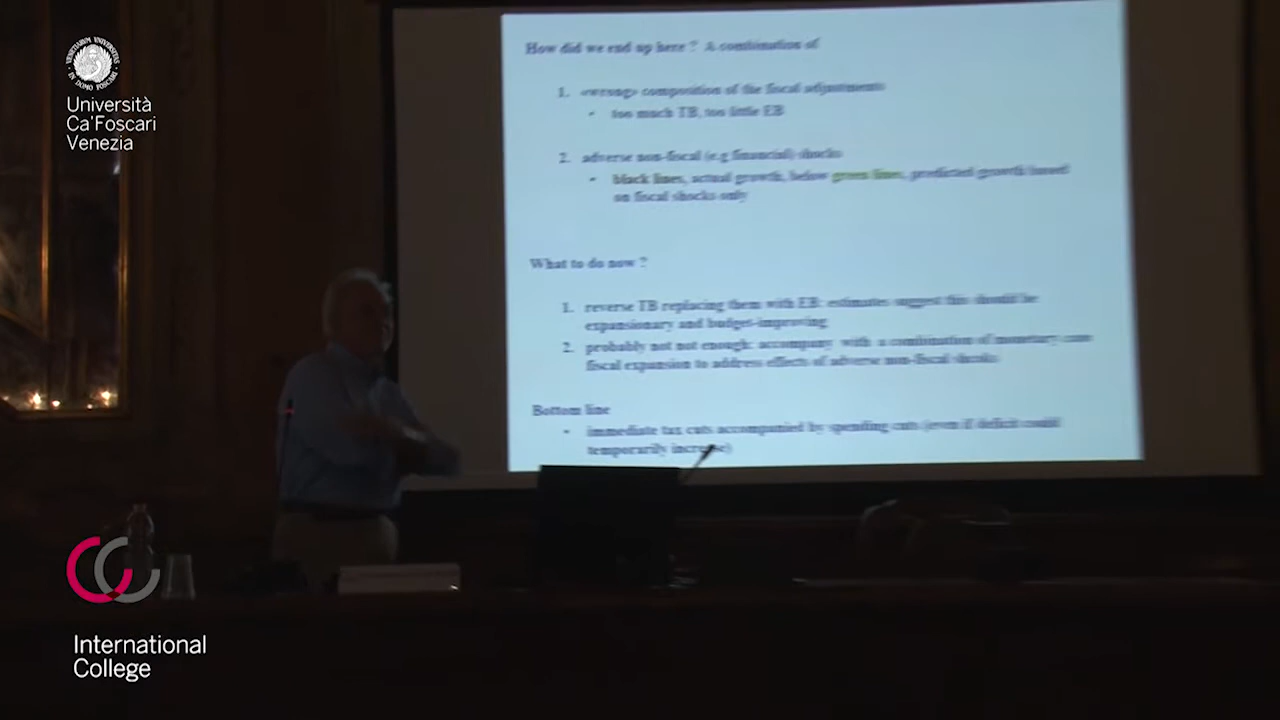 Università
Ca'Foscari
Venezia
How did we end up here ? A combination of
1. «wrong» composition of the fiscal adjustments
• too much TB, too little EB
2. adverse non-fiscal (e.g financial) shocks
• black lines, actual growth, below green lines, predicted growth based
on fiscal shocks only
What to do now ?
1. reverse TB replacing them with EB: estimates suggest this should be
expansionary and budget-improving
2. probably not not enough: accompany with a combination of monetary
fiscal expansion to address effects of adverse non-fiscal shocks
Bottom line
• immediate tax cuts accompanied by spending cuts (even if deficit could
temporarily increase)
International
College